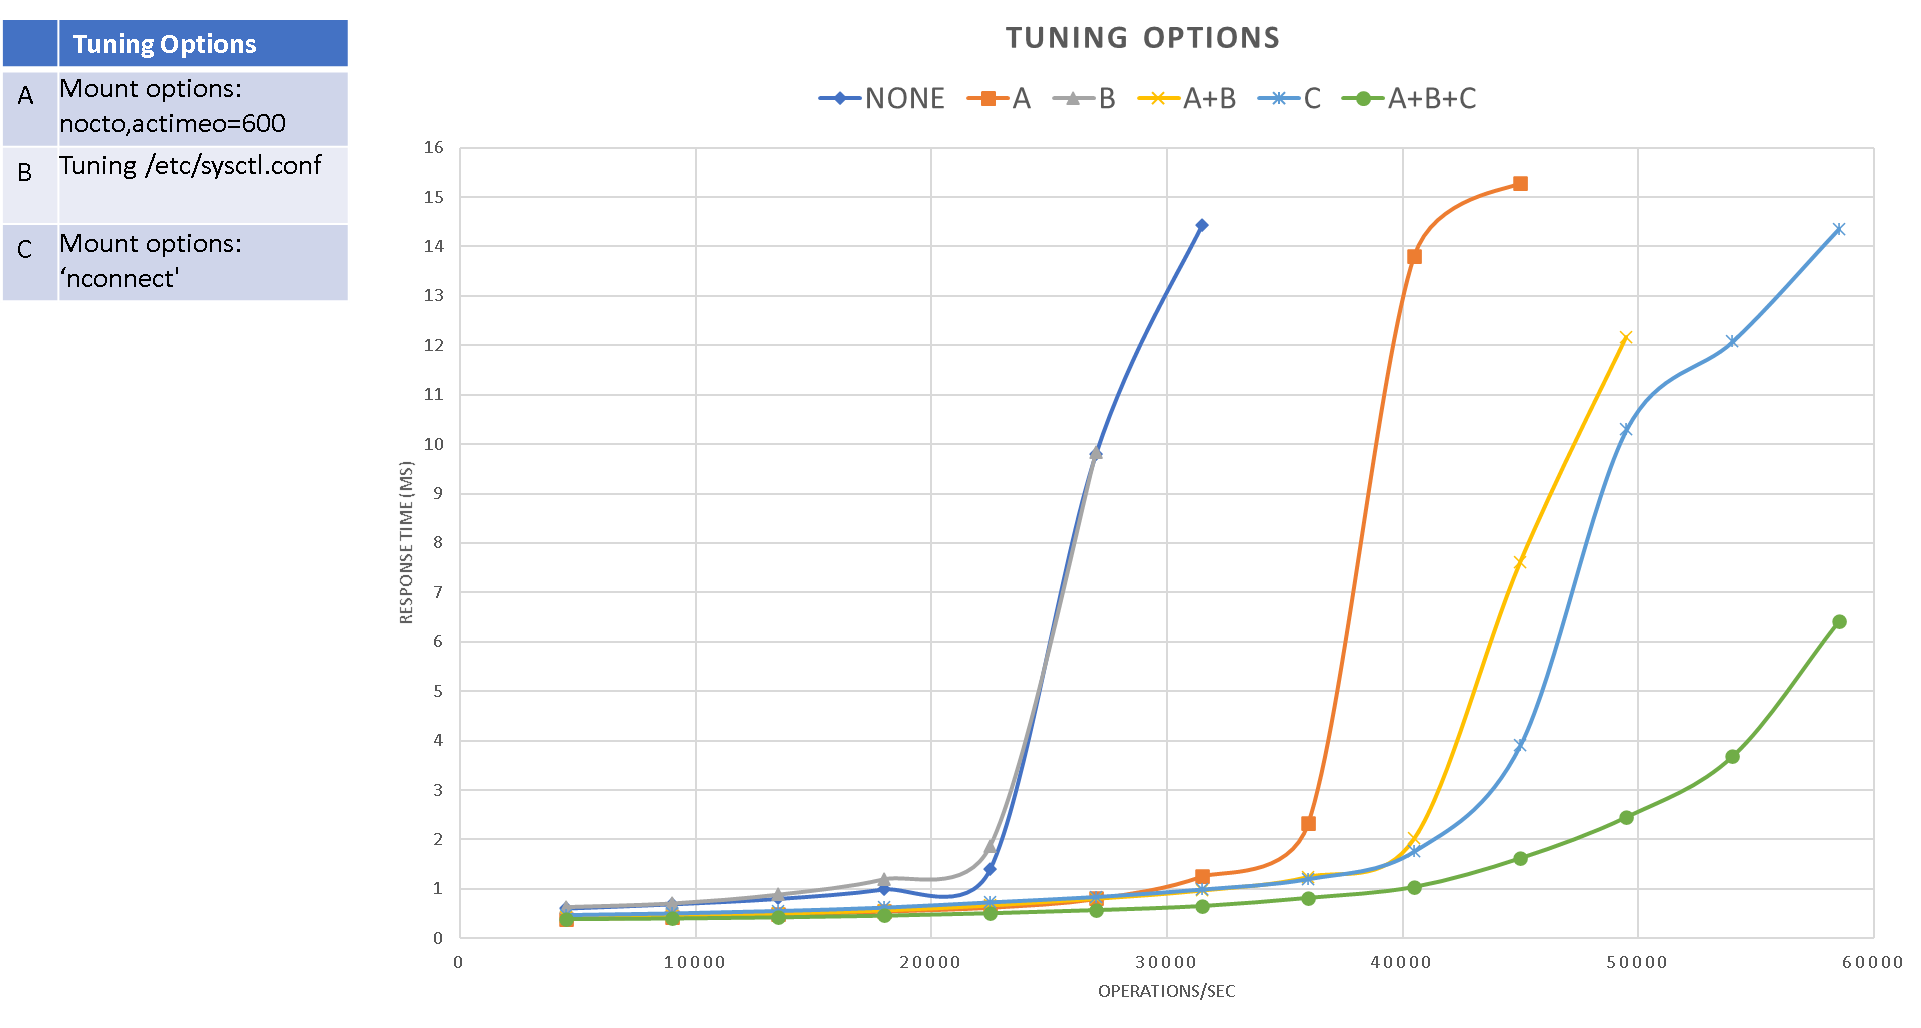 Tuning Options
A
Mount options:
nocto,actimeo=600
B
Tuning /etc/sysctl.conf
C
Mount options:
‘nconnect'
TUNING OPTIONS
NONE A B A+B C A+B+C
16
15
14
13
12
11
10
9
8
7
6
5
4
3
2
1
0
RESPONSE TIME (MS)
0 10000 20000 30000 40000 50000 60000
OPERATIONS/SEC